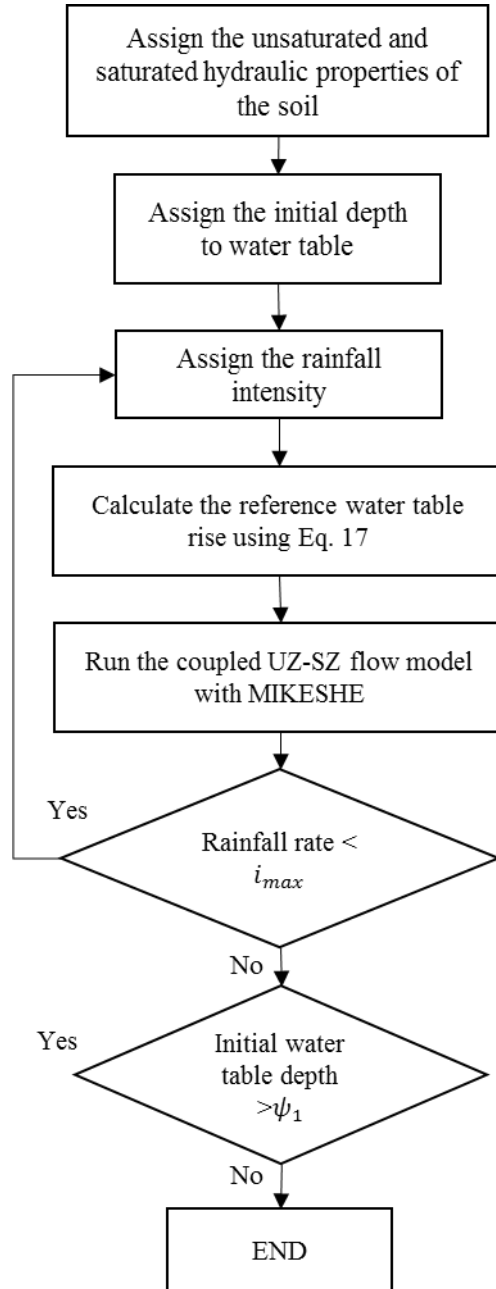 Assign the unsaturated and
saturated hydraulic properties of
the soil
Assign the initial depth
to water table
Assign the rainfall
intensity
Calculate the reference water table
rise using Eq. 17
Run the coupled UZ-SZ flow model
with MIKESHE
Yes
Rainfall rate <
i_max
No
Yes
Initial water
table depth
>ψ_1
No
END